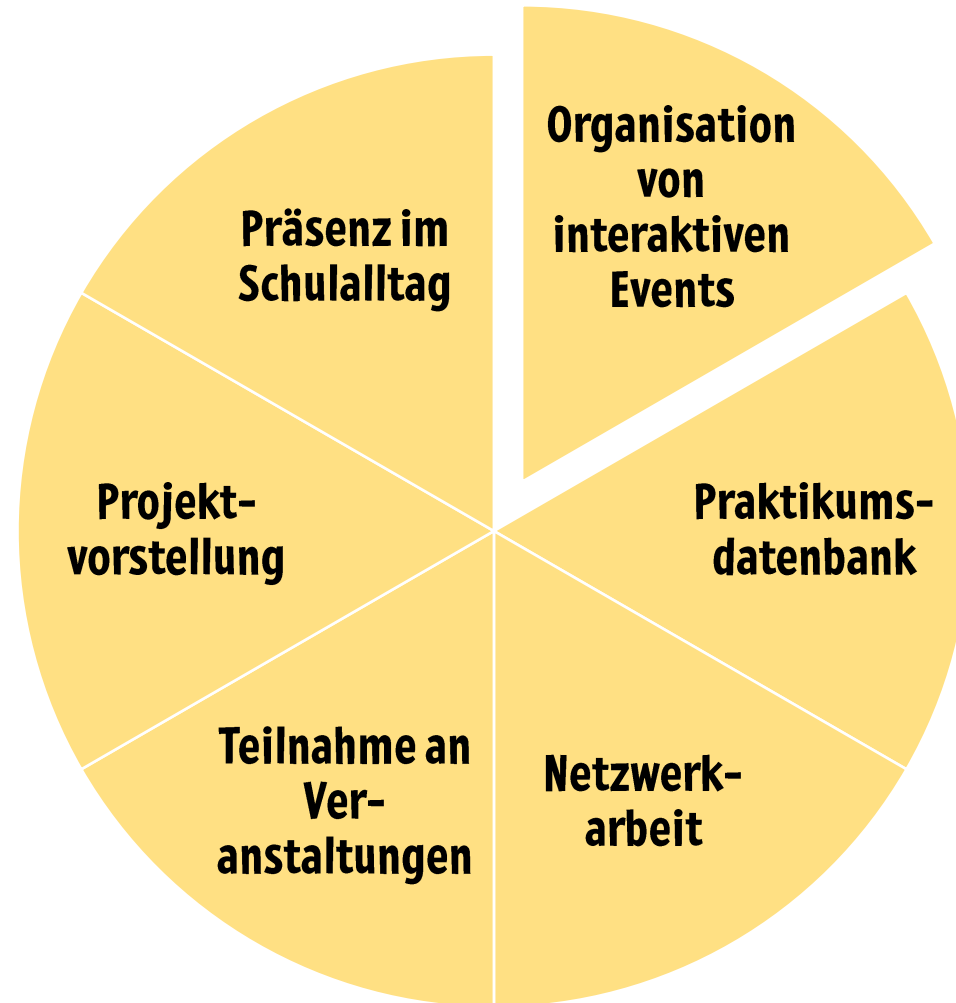 Organisation
von
interaktiven
Events
Präsenz im
Schulalltag
Projekt-
vorstellung
Praktikums-
datenbank
Teilnahme an
Ver-
anstaltungen
Netzwerk-
arbeit